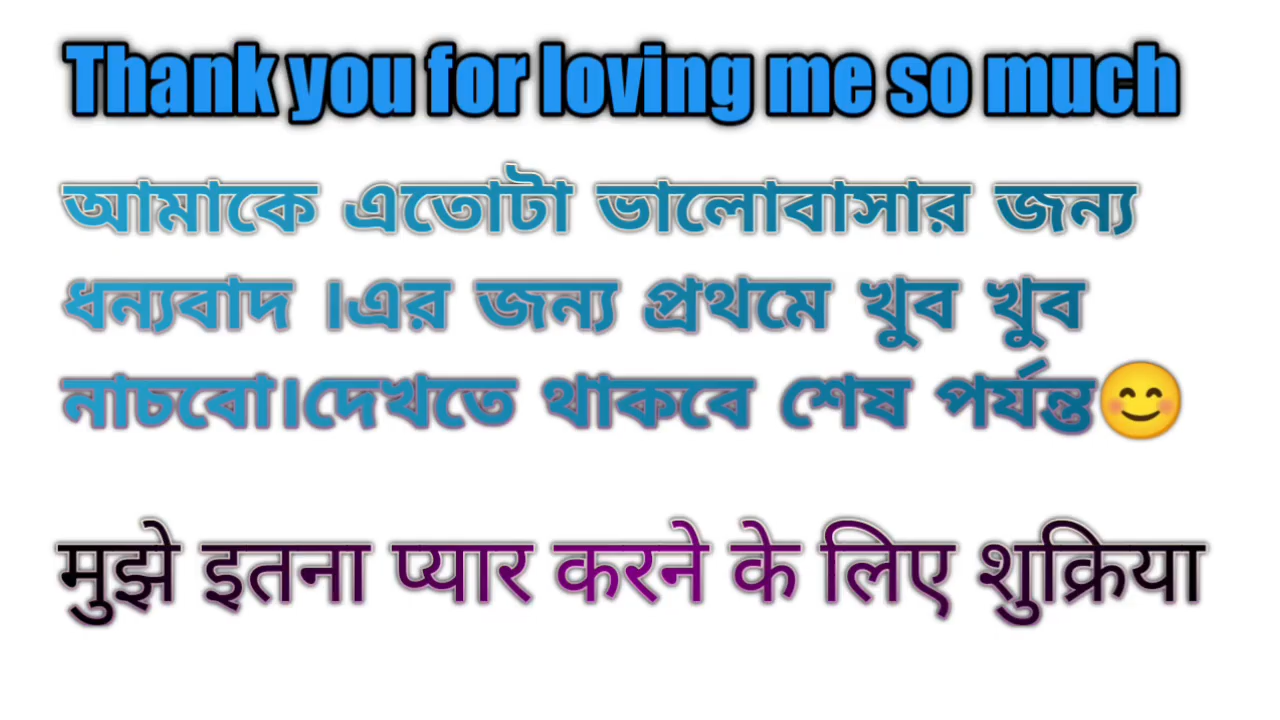 Thank you for loving me so much
আমাকে এতোটা ভালোবাসার জন্য
ধন্যবাদ ।এর জন্য প্রথমে খুব খুব
নাচবো।দেখতে থাকবে শেষ পর্যন্ত😊
मुझे इतना प्यार करने के लिए शुक्रिया